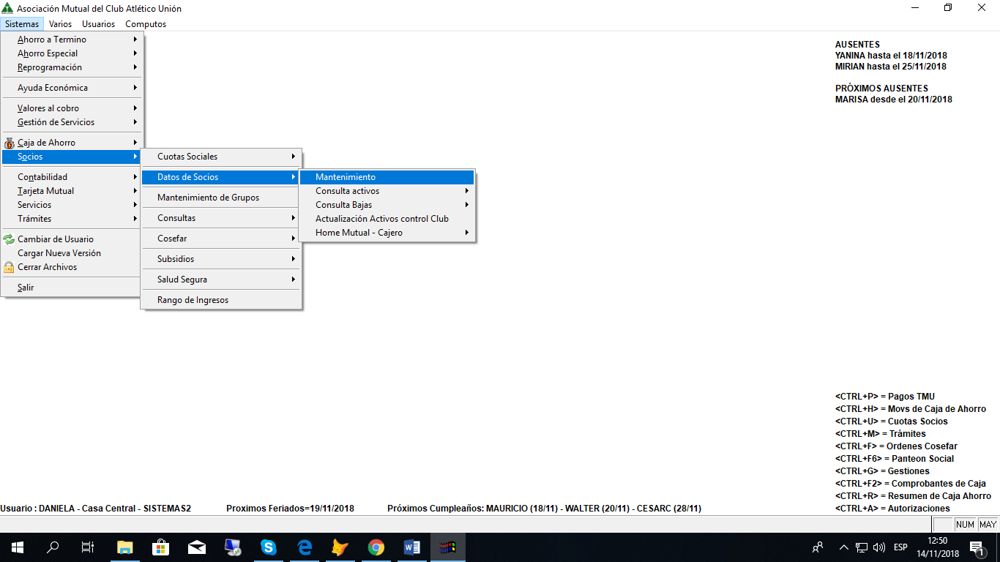 Asociación Mutual del Club Atlético Unión
Sistemas Varios Usuarios Computos
Ahorro a Termino
Ahorro Especial
Reprogramación
Ayuda Económica
Valores al cobro
Gestión de Servicios
Caja de Ahorro
Socios
Contabilidad
Tarjeta Mutual
Servicios
Trámites
Cambiar de Usuario
Cargar Nueva Versión
Cerrar Archivos
Salir
Cuotas Sociales
Datos de Socios
Mantenimiento de Grupos
Consultas
Cosefar
Subsidios
Salud Segura
Rango de Ingresos
Mantenimiento
Consulta activos
Consulta Bajas
Actualización Activos control Club
Home Mutual - Cajero
AUSENTES
YANINA hasta el 18/11/2018
MIRIAN hasta el 25/11/2018
PRÓXIMOS AUSENTES
MARISA desde el 20/11/2018
<CTRL+P> = Pagos TMU
<CTRL+H> = Movs de Caja de Ahorro
<CTRL+U> = Cuotas Socios
<CTRL+M> = Trámites
<CTRL+F> = Ordenes Cosefar
<CTRL+F6> = Panteon Social
<CTRL+G> = Gestiones
<CTRL+F2> = Comprobantes de Caja
<CTRL+R> = Resumen de Caja Ahorro
<CTRL+A> = Autorizaciones
Usuario : DANIELA - Casa Central - SISTEMAS2 Proximos Feriados=19/11/2018 Próximos Cumpleaños: MAURICIO (18/11) - WALTER (20/11) - CESARC (28/11)
NUM MAY
ESP
12:50
14/11/2018
1